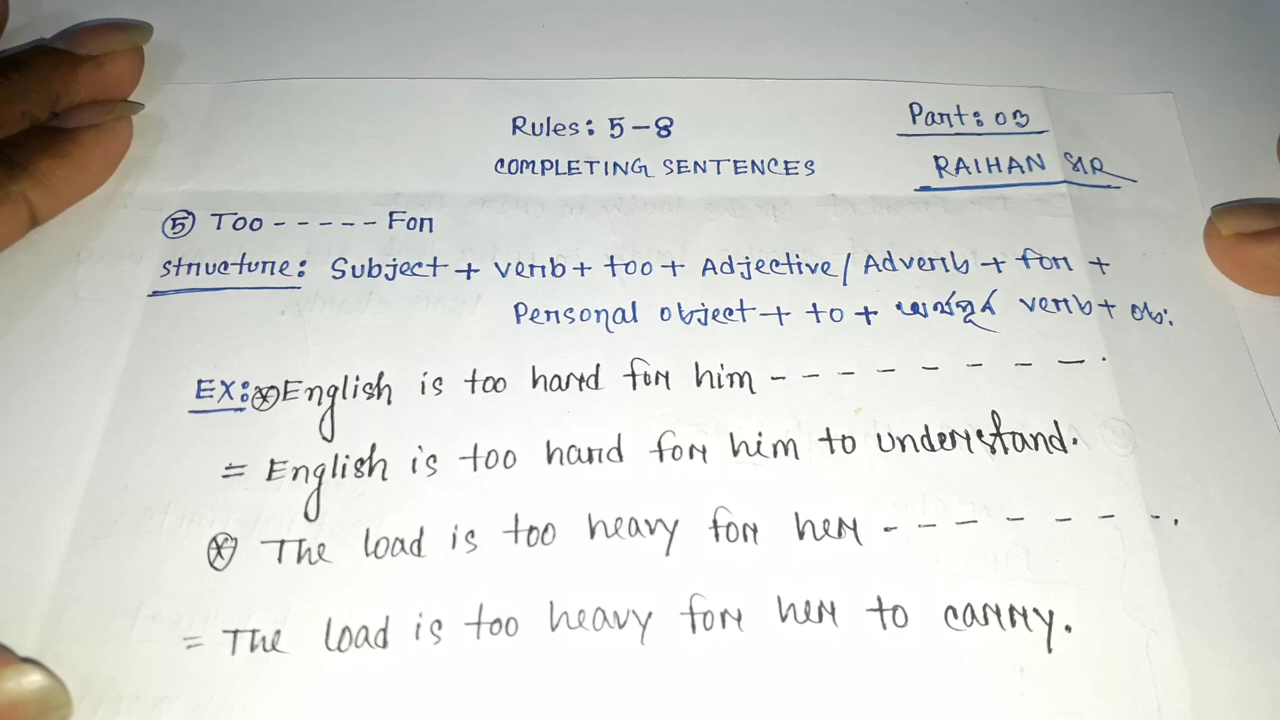 Rules: 5-8
Part: 03
COMPLETING SENTENCES
RAIHAN SIR
⑤ Too ----- For
Structure: Subject + verb + too + Adjective/Adverb + for +
Personal object + to + verb + ob:
EX: ⊛ English is too hard for him - - - - - - - - - .
= English is too hard for him to understand.
⊛ The load is too heavy for her - - - - - - - .
= The load is too heavy for her to carry.